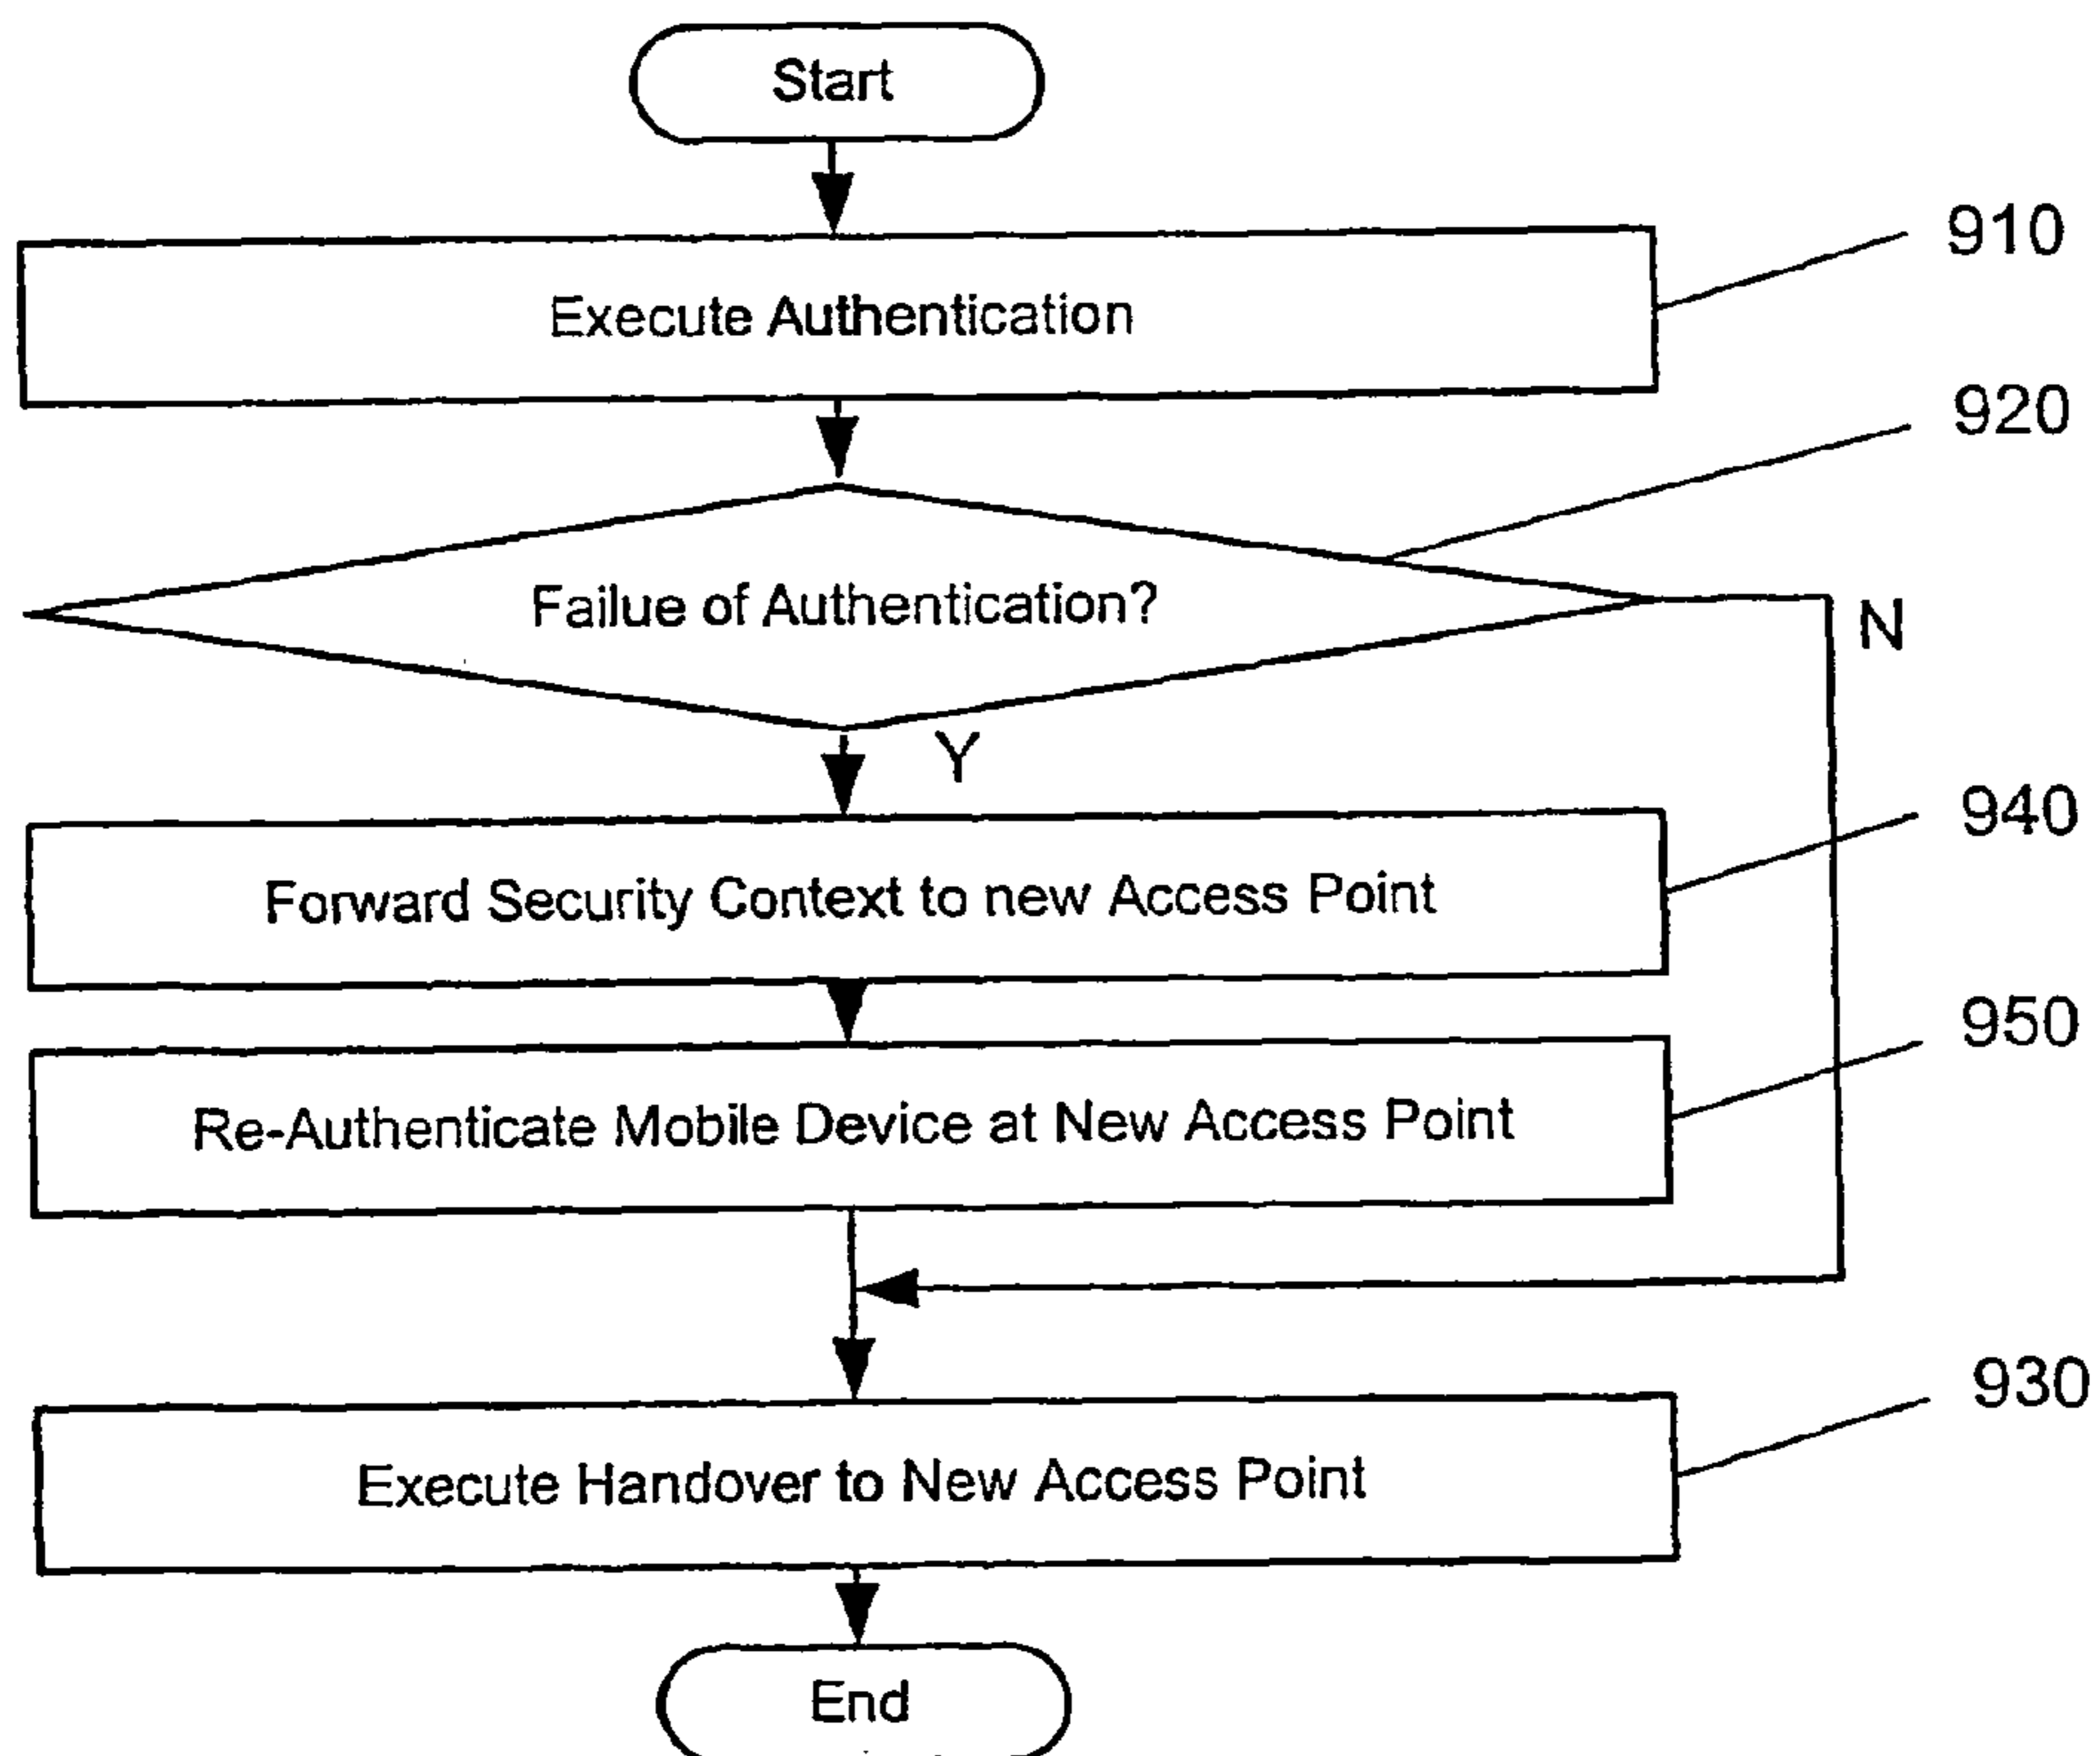 Start
910
Execute Authentication
920
Failue of Authentication?
N
Y
940
Forward Security Context to new Access Point
950
Re-Authenticate Mobile Device at New Access Point
930
Execute Handover to New Access Point
End